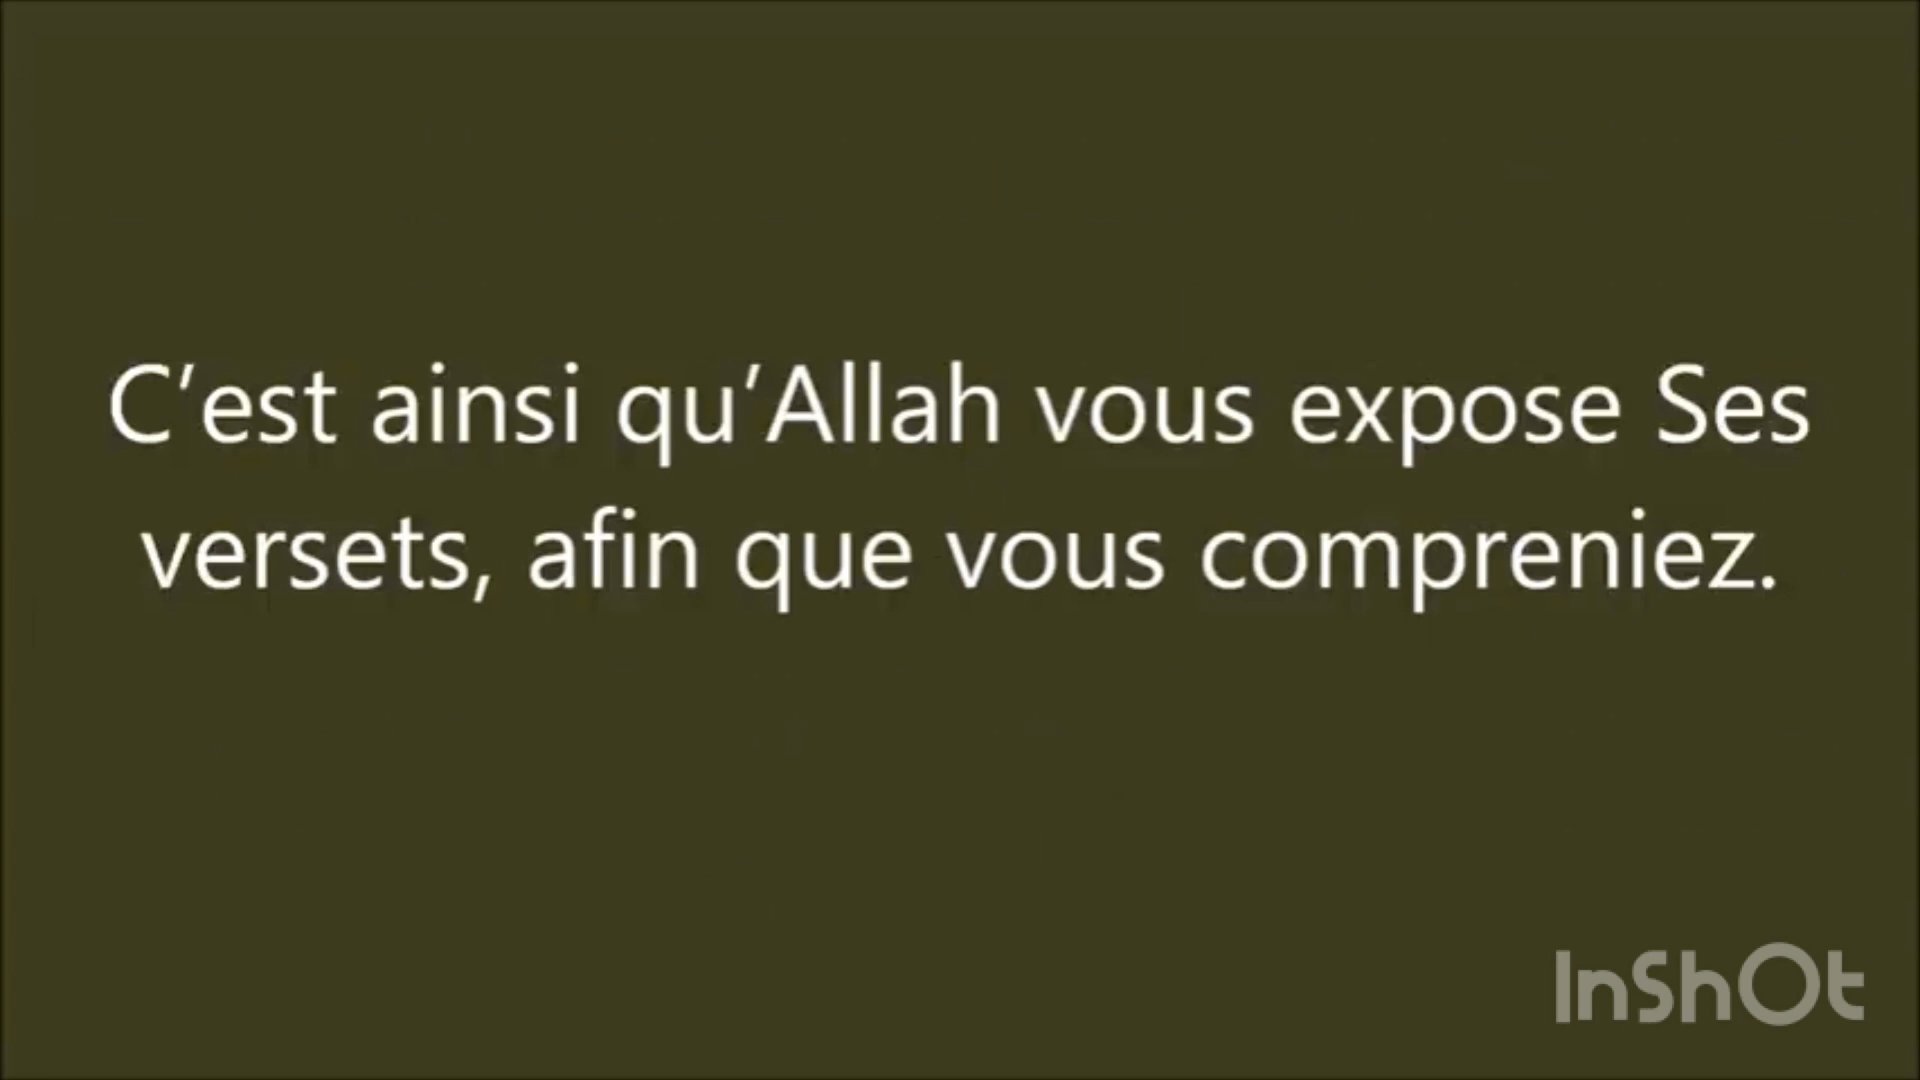 C’est ainsi qu’Allah vous expose Ses
versets, afin que vous compreniez.
InShOt